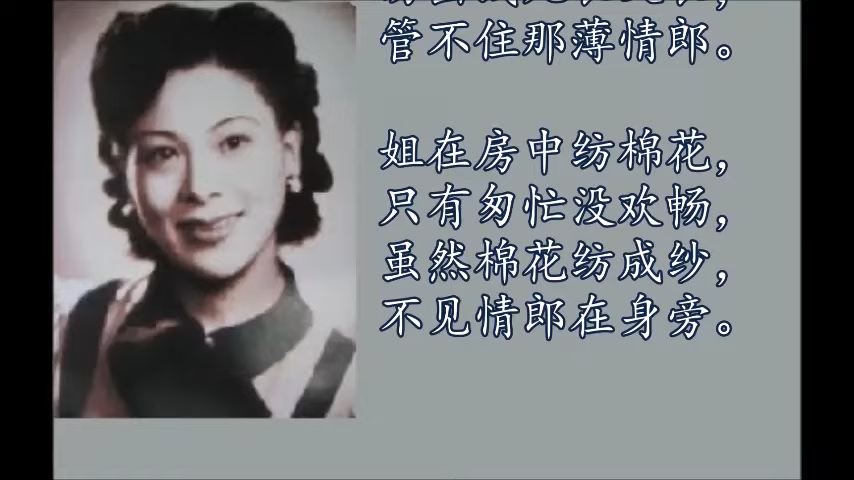 管不住那薄情郎。
姐在房中纺棉花，
只有匆忙没欢畅，
虽然棉花纺成纱，
不见情郎在身旁。